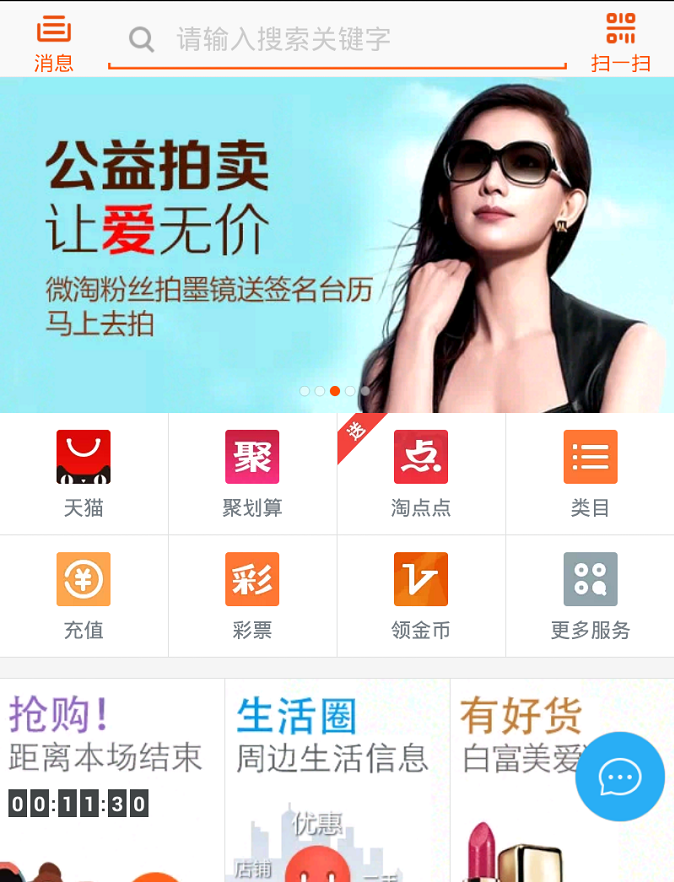 消息
请输入搜索关键字
扫一扫
公益拍卖
让爱无价
微淘粉丝拍墨镜送签名台历
马上去拍
送
聚
点
天猫
聚划算
淘点点
类目
彩
充值
彩票
领金币
更多服务
抢购！
生活圈
有好货
距离本场结束
周边生活信息
白富美爱
00:11:30
优惠
店铺